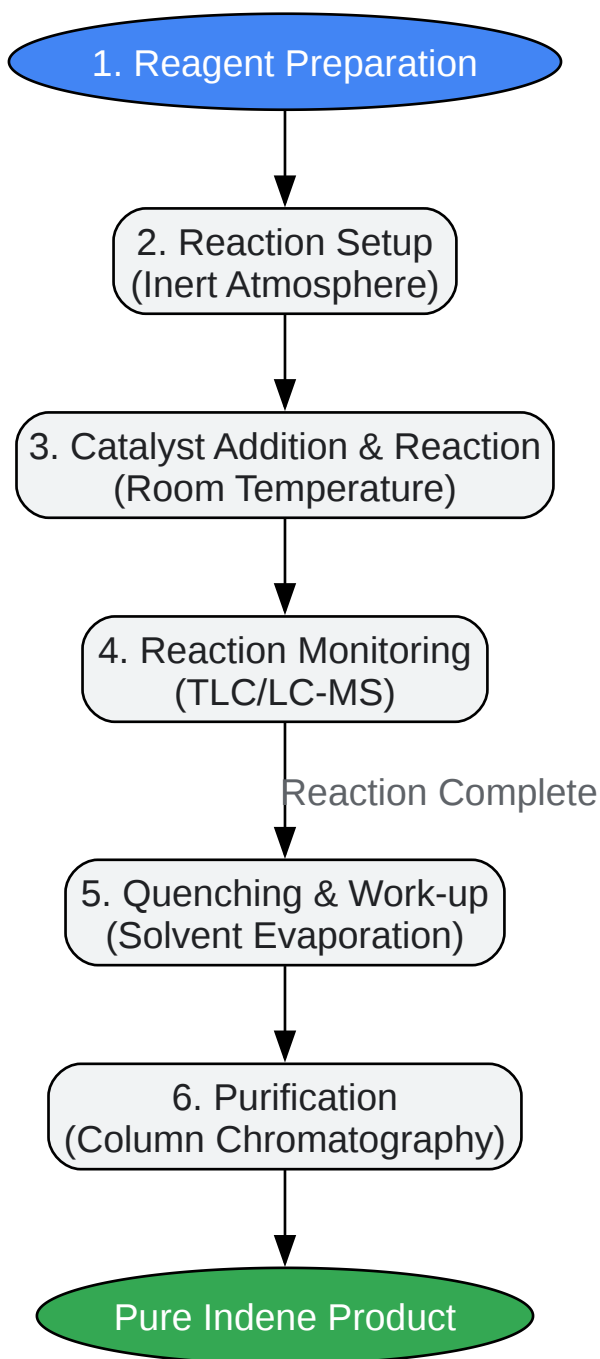 1. Reagent Preparation
2. Reaction Setup
(Inert Atmosphere)
3. Catalyst Addition & Reaction
(Room Temperature)
4. Reaction Monitoring
(TLC/LC-MS)
Reaction Complete
5. Quenching & Work-up
(Solvent Evaporation)
6. Purification
(Column Chromatography)
Pure Indene Product